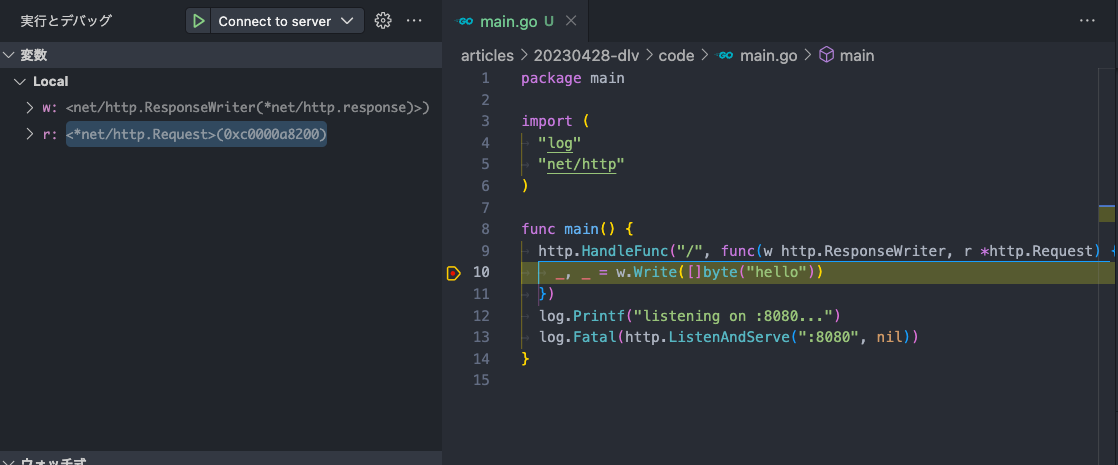 実行とデバッグ
Connect to server
変数
Local
w: <net/http.ResponseWriter(*net/http.response)>)
r: <*net/http.Request>(0xc0000a8200)
ウォッチ式
main.go U
articles > 20230428-dlv > code > main.go > main
1 package main
2
3 import (
4 "log"
5 "net/http"
6 )
7
8 func main() {
9 http.HandleFunc("/", func(w http.ResponseWriter, r *http.Request) {
10 _, _ = w.Write([]byte("hello"))
11 })
12 log.Printf("listening on :8080...")
13 log.Fatal(http.ListenAndServe(":8080", nil))
14 }
15